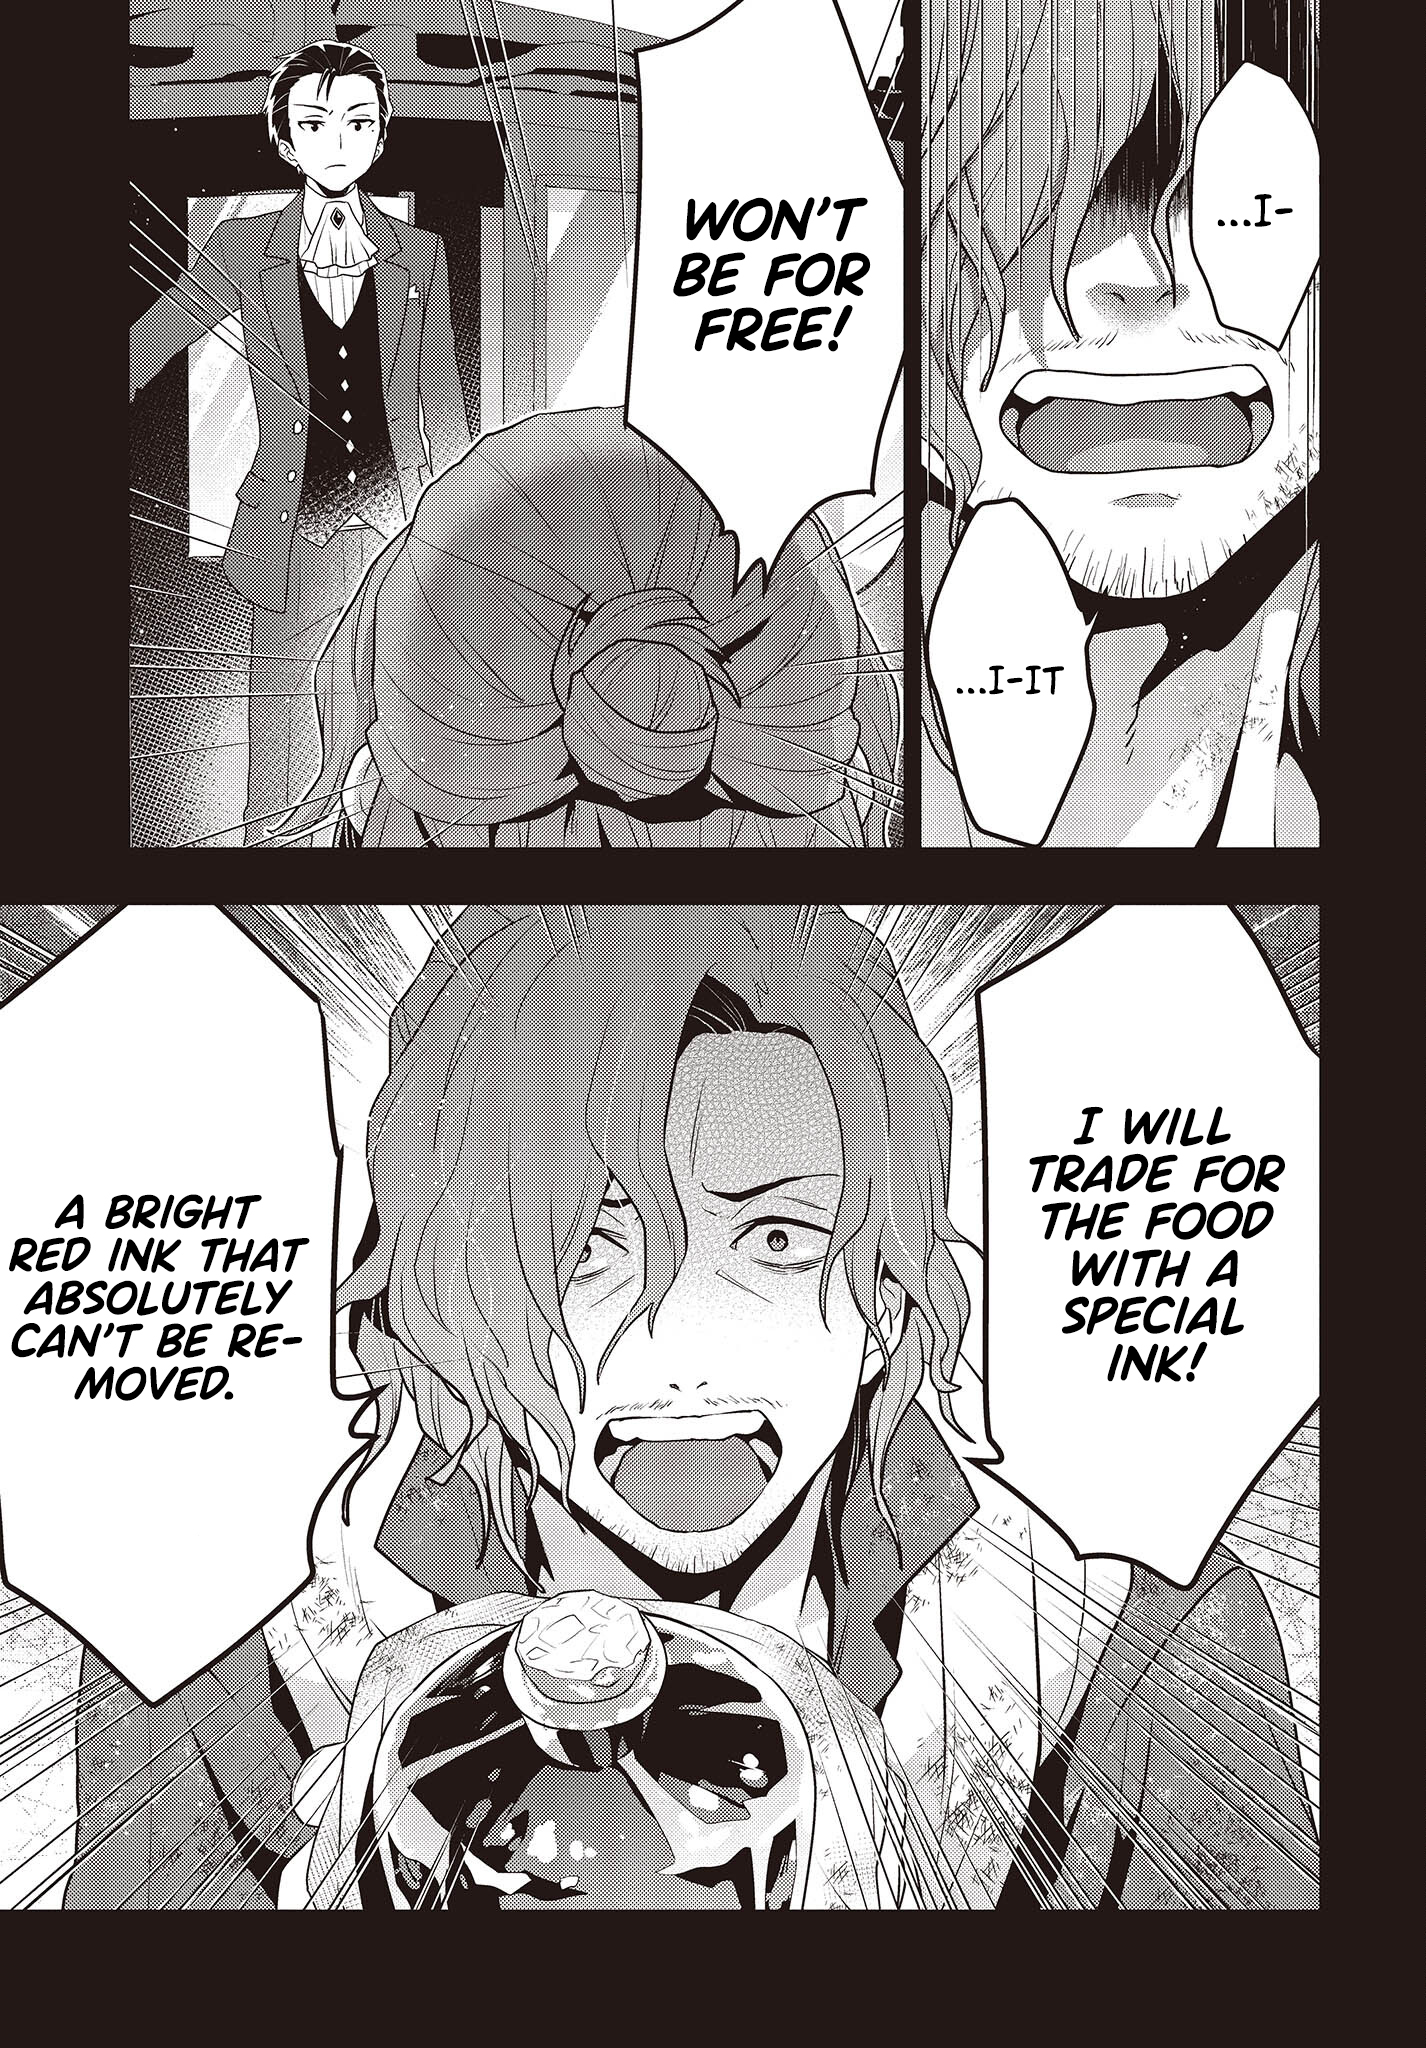 ...I-
...I-IT
WON'T
BE FOR
FREE!
I WILL
TRADE FOR
THE FOOD
WITH A
SPECIAL
INK!
A BRIGHT
RED INK THAT
ABSOLUTELY
CAN'T BE RE-
MOVED.